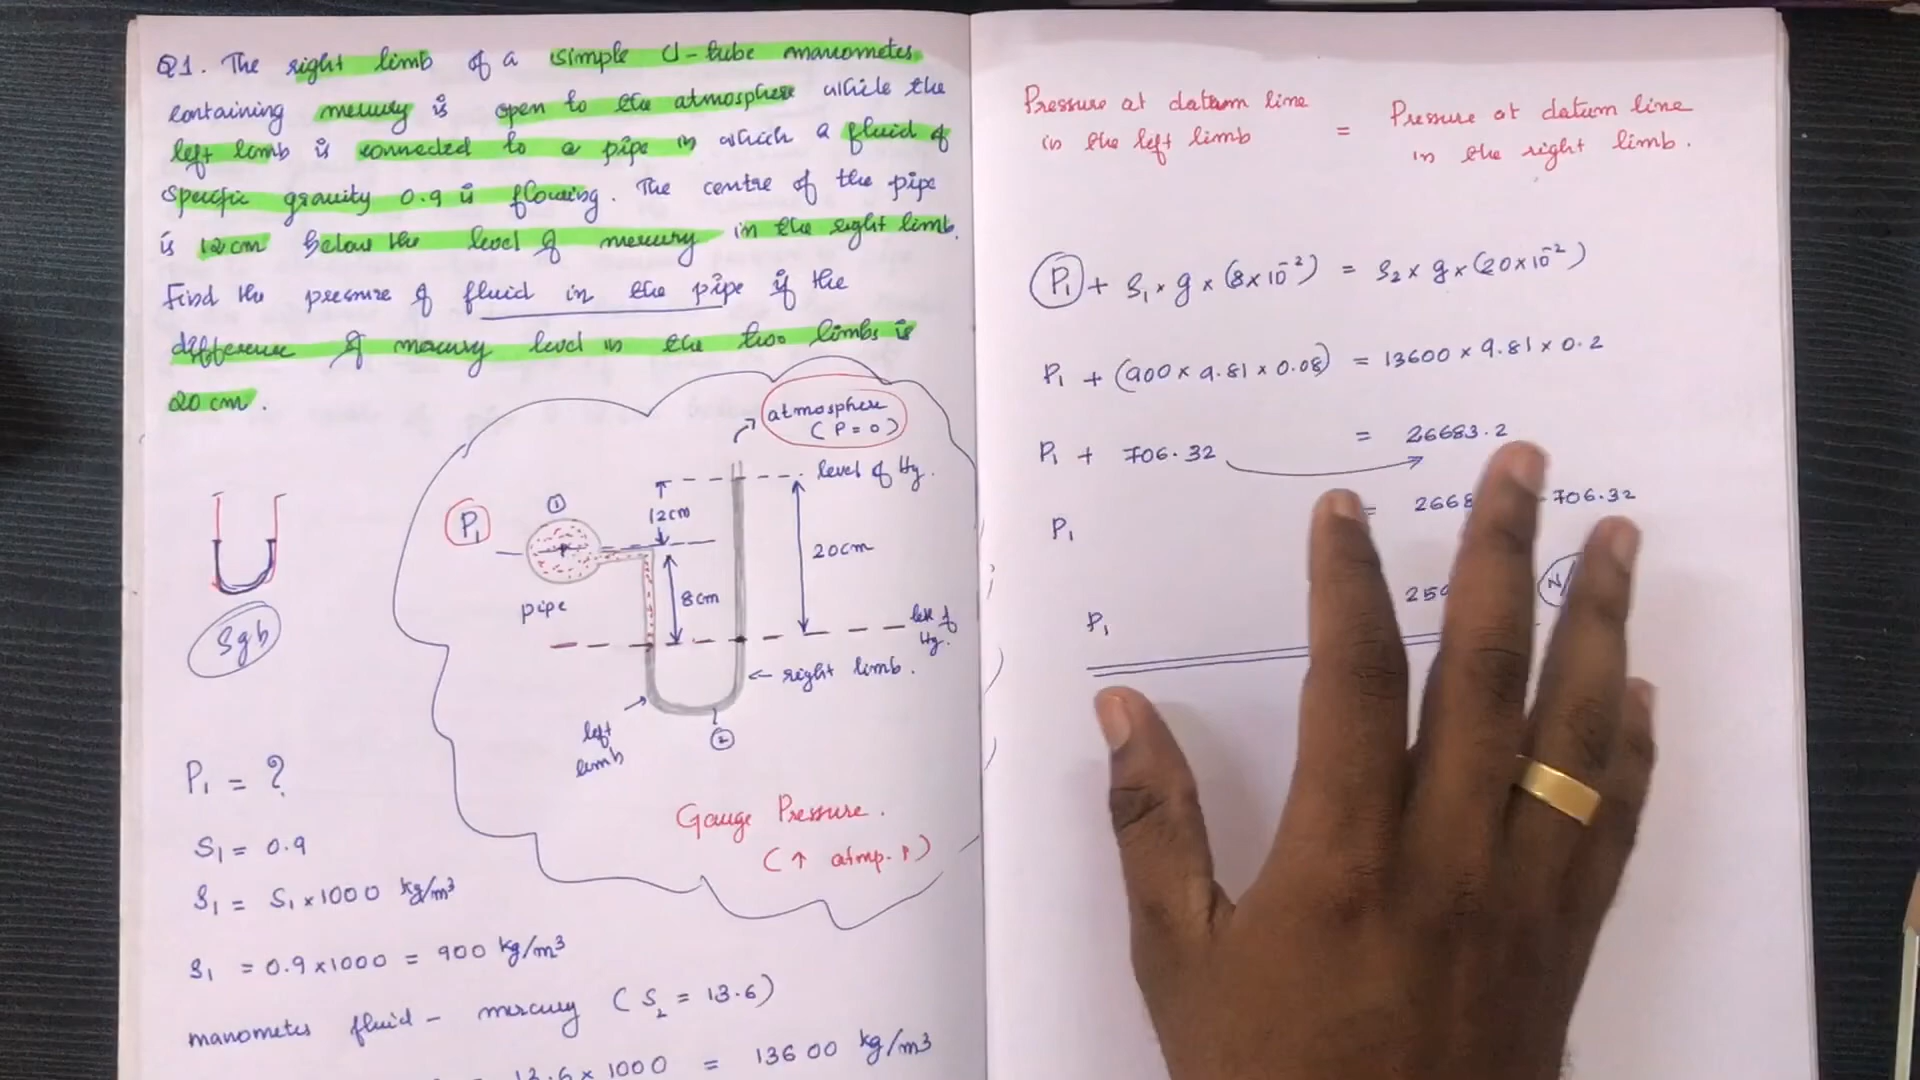 Q1. The right limb of a simple U-tube manometer
containing mercury is open to the atmosphere while the
left limb is connected to a pipe in which a fluid of
specific gravity 0.9 is flowing. The centre of the pipe
is 12cm below the level of mercury in the right limb.
Find the pressure of fluid in the pipe if the
difference of mercury level in the two limbs is
20 cm.
atmosphere
(P=0)
level of Hg.
P₁
①
12cm
20cm
8cm
pipe
Sgb
Hg.
← right limb.
left
limb
②
Gauge Pressure.
(↑ atmp. P)
P₁ = ?
S₁ = 0.9
S₁ = S₁×1000 kg/m³
S₁ = 0.9×1000 = 900 kg/m³
manometer fluid - mercury (S₂ = 13.6)
13.6×1000 = 13600 kg/m³
Pressure at datum line = Pressure at datum line
in the left limb in the right limb.
P₁ + S₁×g×(8×10⁻²) = S₂×g×(20×10⁻²)
P₁ + (900×9.81×0.08) = 13600×9.81×0.2
P₁ + 706.32 = 26683.2
P₁ = 706.32
P₁